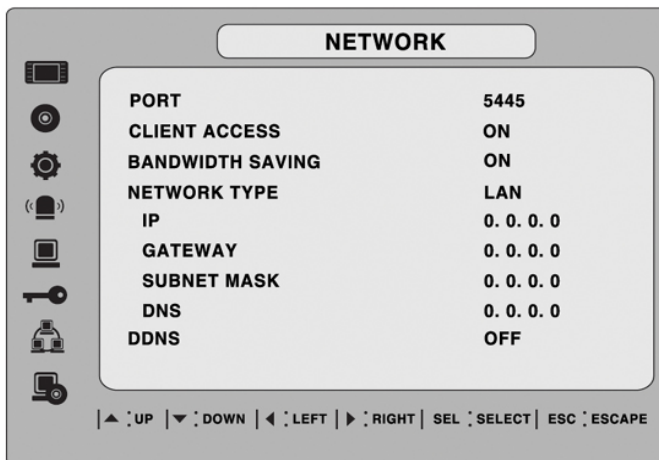 NETWORK
PORT 5445
CLIENT ACCESS ON
BANDWIDTH SAVING ON
NETWORK TYPE LAN
IP 0. 0. 0. 0
GATEWAY 0. 0. 0. 0
SUBNET MASK 0. 0. 0. 0
DNS 0. 0. 0. 0
DDNS OFF
▲ : UP | ▼ : DOWN | ◀ : LEFT | ▶ : RIGHT | SEL : SELECT | ESC : ESCAPE